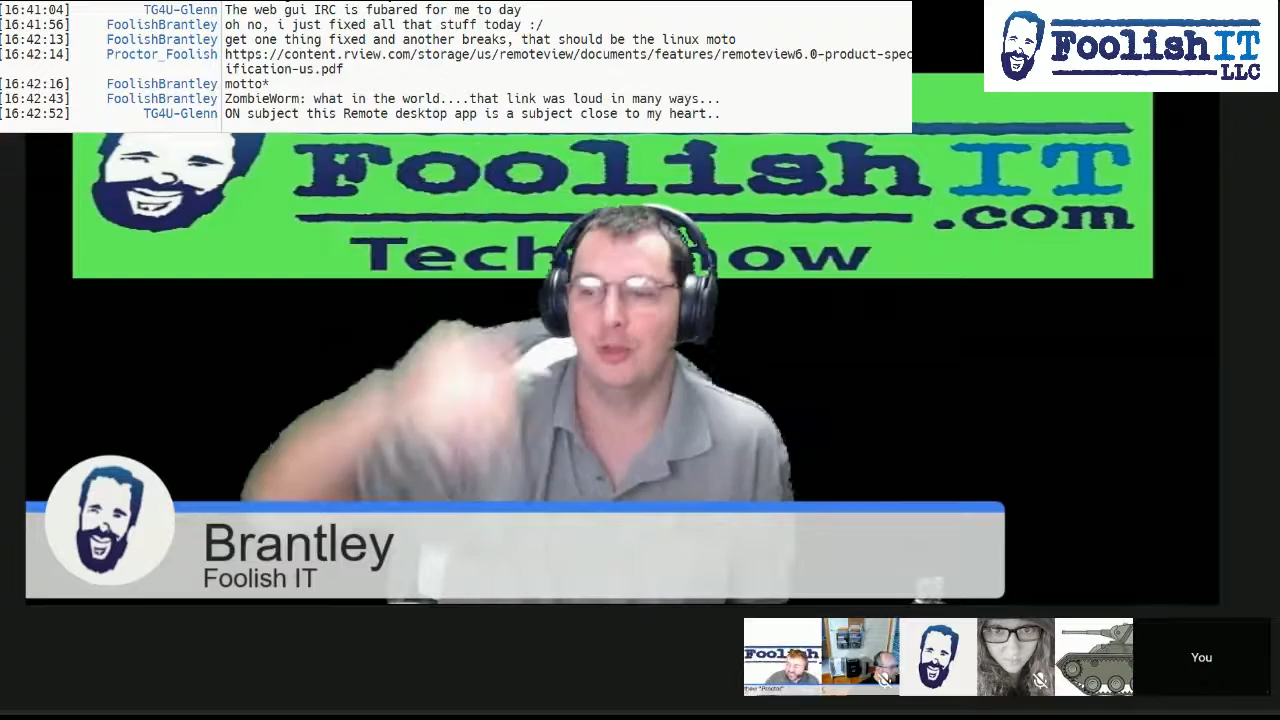 [16:41:04] TG4U-Glenn The web gui IRC is fubared for me to day
[16:41:56] FoolishBrantley oh no, i just fixed all that stuff today :/
[16:42:13] FoolishBrantley get one thing fixed and another breaks, that should be the linux moto
[16:42:14] Proctor_Foolish https://content.rview.com/storage/us/remoteview/documents/features/remoteview6.0-product-spec
ification-us.pdf
[16:42:16] FoolishBrantley motto*
[16:42:43] FoolishBrantley ZombieWorm: what in the world....that link was loud in many ways...
[16:42:52] TG4U-Glenn ON subject this Remote desktop app is a subject close to my heart..
FoolishIT
LLC
FoolishIT
.com
Tech how
Brantley
Foolish IT
Foolish
You